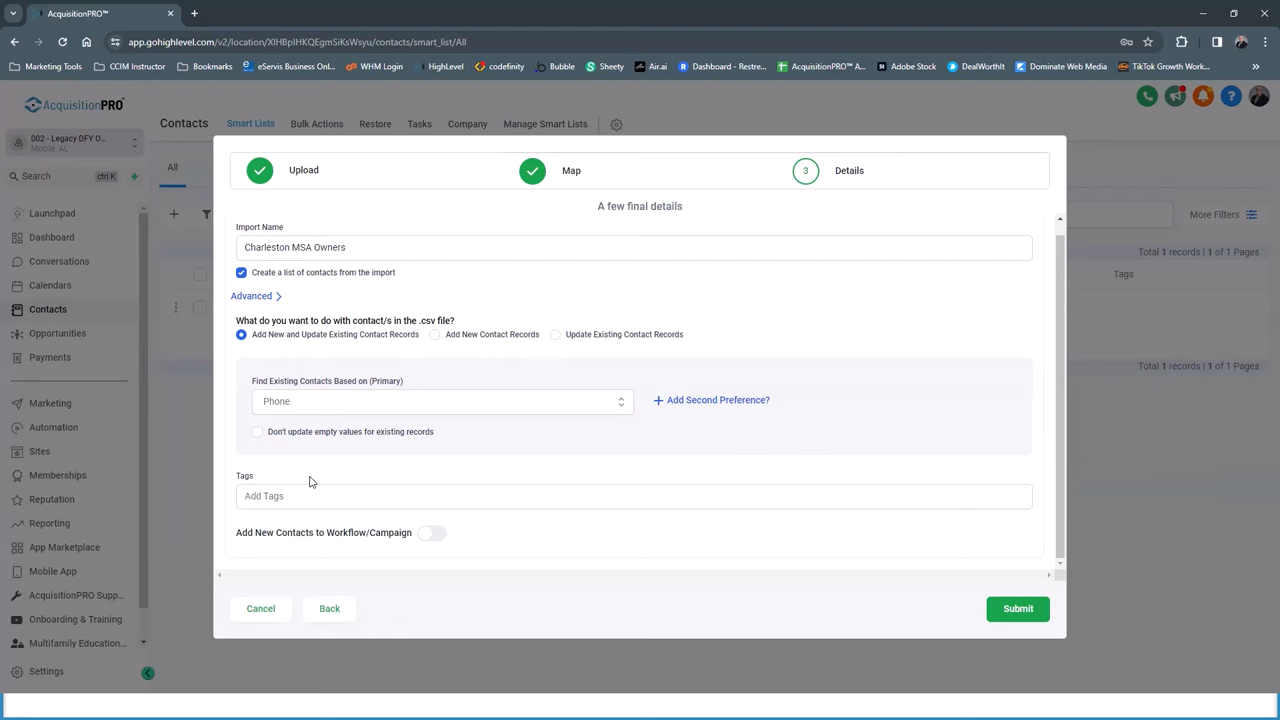 AcquisitionPRO™
app.gohighlevel.com/v2/location/XIHBpIHKQEgmSiKsWsyu/contacts/smart_list/All
Marketing Tools
CCIM Instructor
Bookmarks
eServis Business Onl...
WHM Login
HighLevel
codefinity
Bubble
Sheety
Air.ai
Dashboard - Restre...
AcquisitionPRO™ A...
Adobe Stock
DealWorthIt
Dominate Web Media
TikTok Growth Work...
AcquisitionPRO™
002 - Legacy DFY O...
Mobile, AL
Search
ctrl K
Launchpad
Dashboard
Conversations
Calendars
Contacts
Opportunities
Payments
Marketing
Automation
Sites
Memberships
Reputation
Reporting
App Marketplace
Mobile App
AcquisitionPRO Supp...
Onboarding & Training
Multifamily Education...
Settings
Contacts
Smart Lists
Bulk Actions
Restore
Tasks
Company
Manage Smart Lists
All
More Filters
Total 1 records | 1 of 1 Pages
Tags
Total 1 records | 1 of 1 Pages
Upload
Map
3
Details
A few final details
Import Name
Charleston MSA Owners
Create a list of contacts from the import
Advanced
What do you want to do with contact/s in the .csv file?
Add New and Update Existing Contact Records
Add New Contact Records
Update Existing Contact Records
Find Existing Contacts Based on (Primary)
Phone
+ Add Second Preference?
Don't update empty values for existing records
Tags
Add Tags
Add New Contacts to Workflow/Campaign
Cancel
Back
Submit